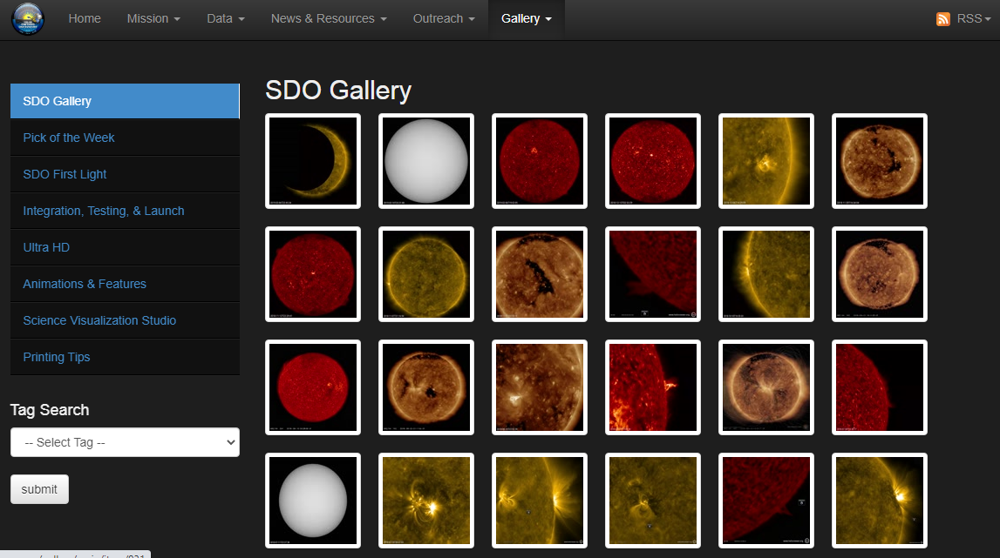 Home
Mission
Data
News & Resources
Outreach
Gallery
RSS
SDO Gallery
Pick of the Week
SDO First Light
Integration, Testing, & Launch
Ultra HD
Animations & Features
Science Visualization Studio
Printing Tips
Tag Search
-- Select Tag --
submit
SDO Gallery